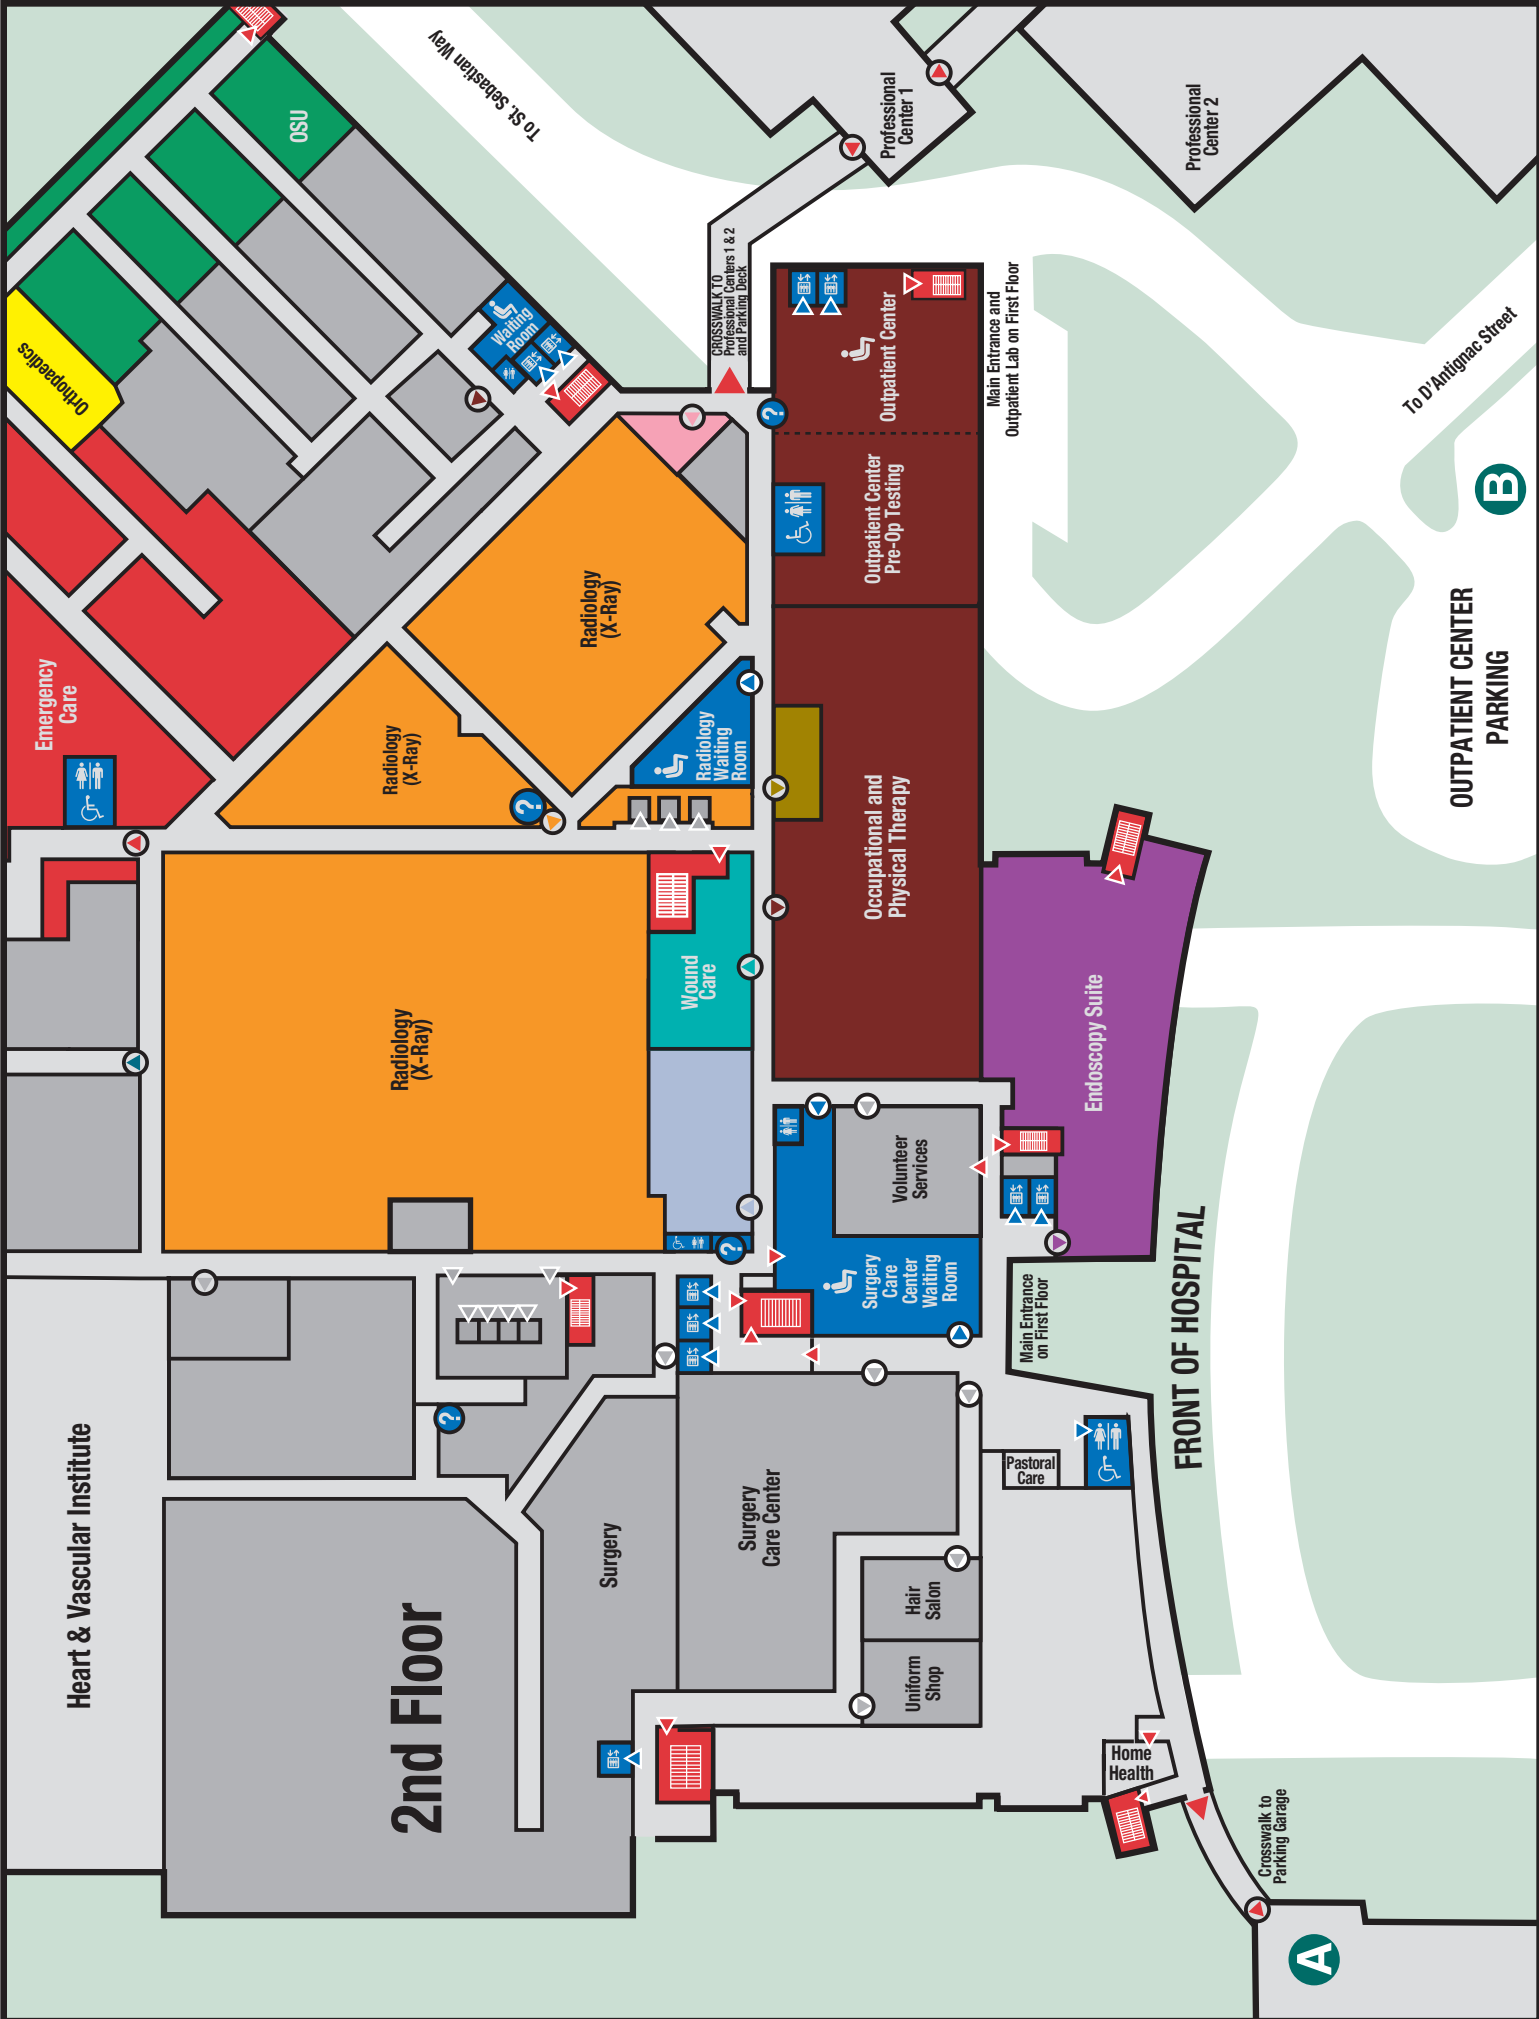 Heart & Vascular Institute
2nd Floor
Surgery
Surgery
Care Center
Hair
Salon
Uniform
Shop
Pastoral
Care
Home
Health
Crosswalk to
Parking Garage
A
FRONT OF HOSPITAL
Main Entrance
on First Floor
Surgery
Care
Center
Waiting
Room
Volunteer
Services
?
?
Endoscopy Suite
Radiology
(X-Ray)
Wound
Care
Occupational and
Physical Therapy
Emergency
Care
Radiology
(X-Ray)
?
Radiology
Waiting
Room
Radiology
(X-Ray)
Outpatient Center
Pre-Op Testing
Outpatient Center
?
Main Entrance and
Outpatient Lab on First Floor
OUTPATIENT CENTER
PARKING
B
Orthopaedics
OSU
Waiting
Room
CROSSWALK TO
Professional Centers 1 & 2
and Parking Deck
To St. Sebastian Way
Professional
Center 1
Professional
Center 2
To D'Antignac Street